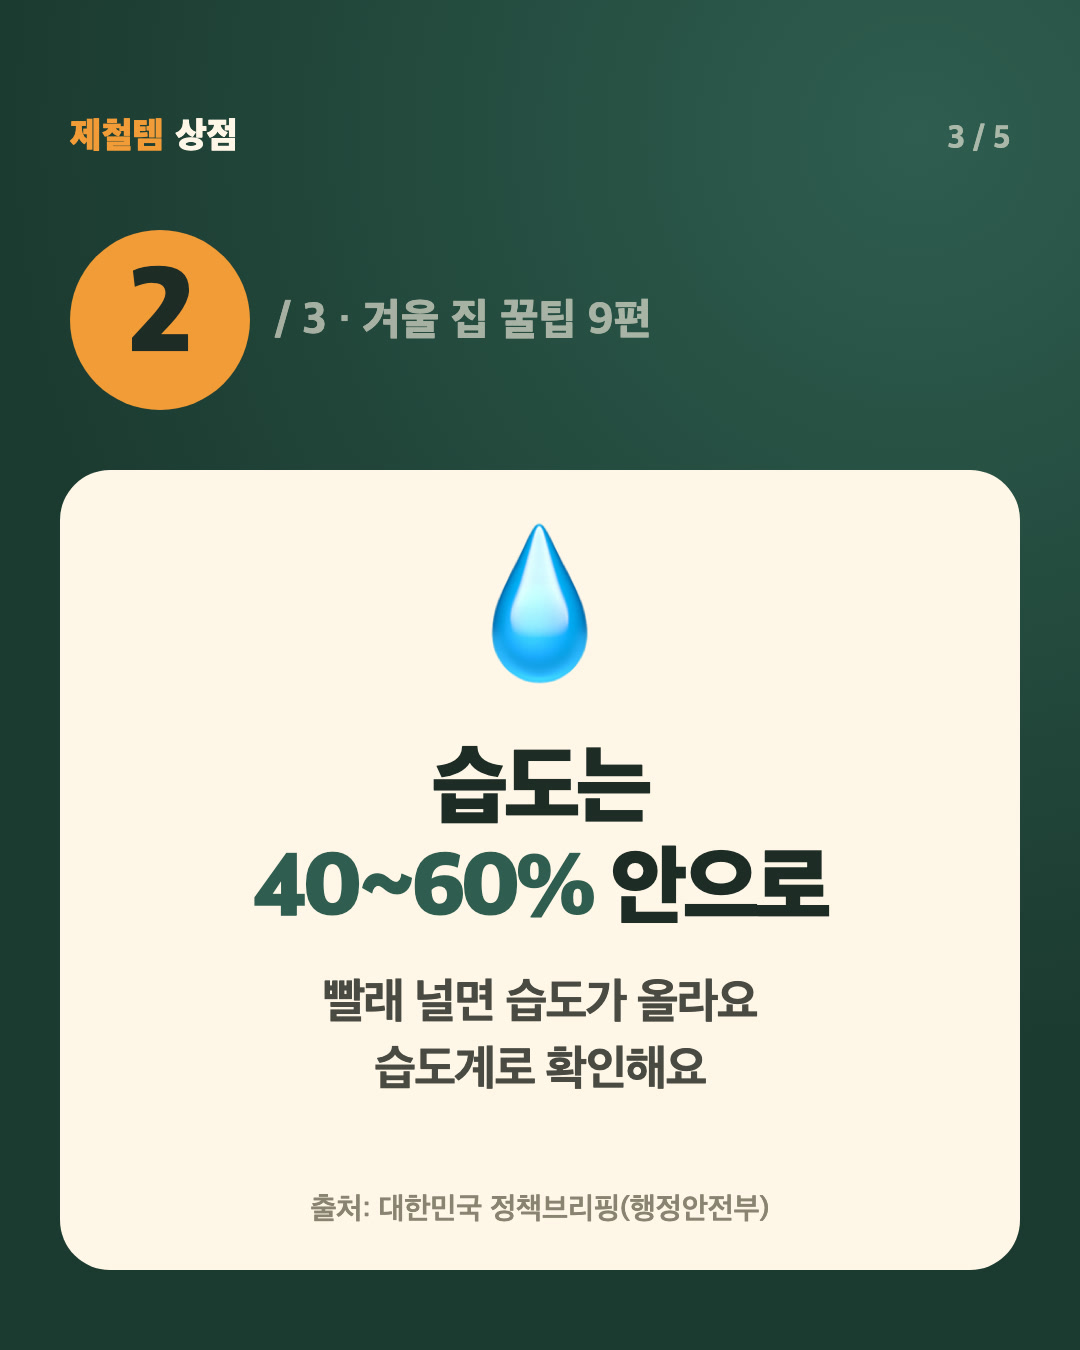 제철템 상점
3 / 5
2 / 3 · 겨울 집 꿀팁 9편
습도는
40~60% 안으로
빨래 널면 습도가 올라요
습도계로 확인해요
출처: 대한민국 정책브리핑(행정안전부)